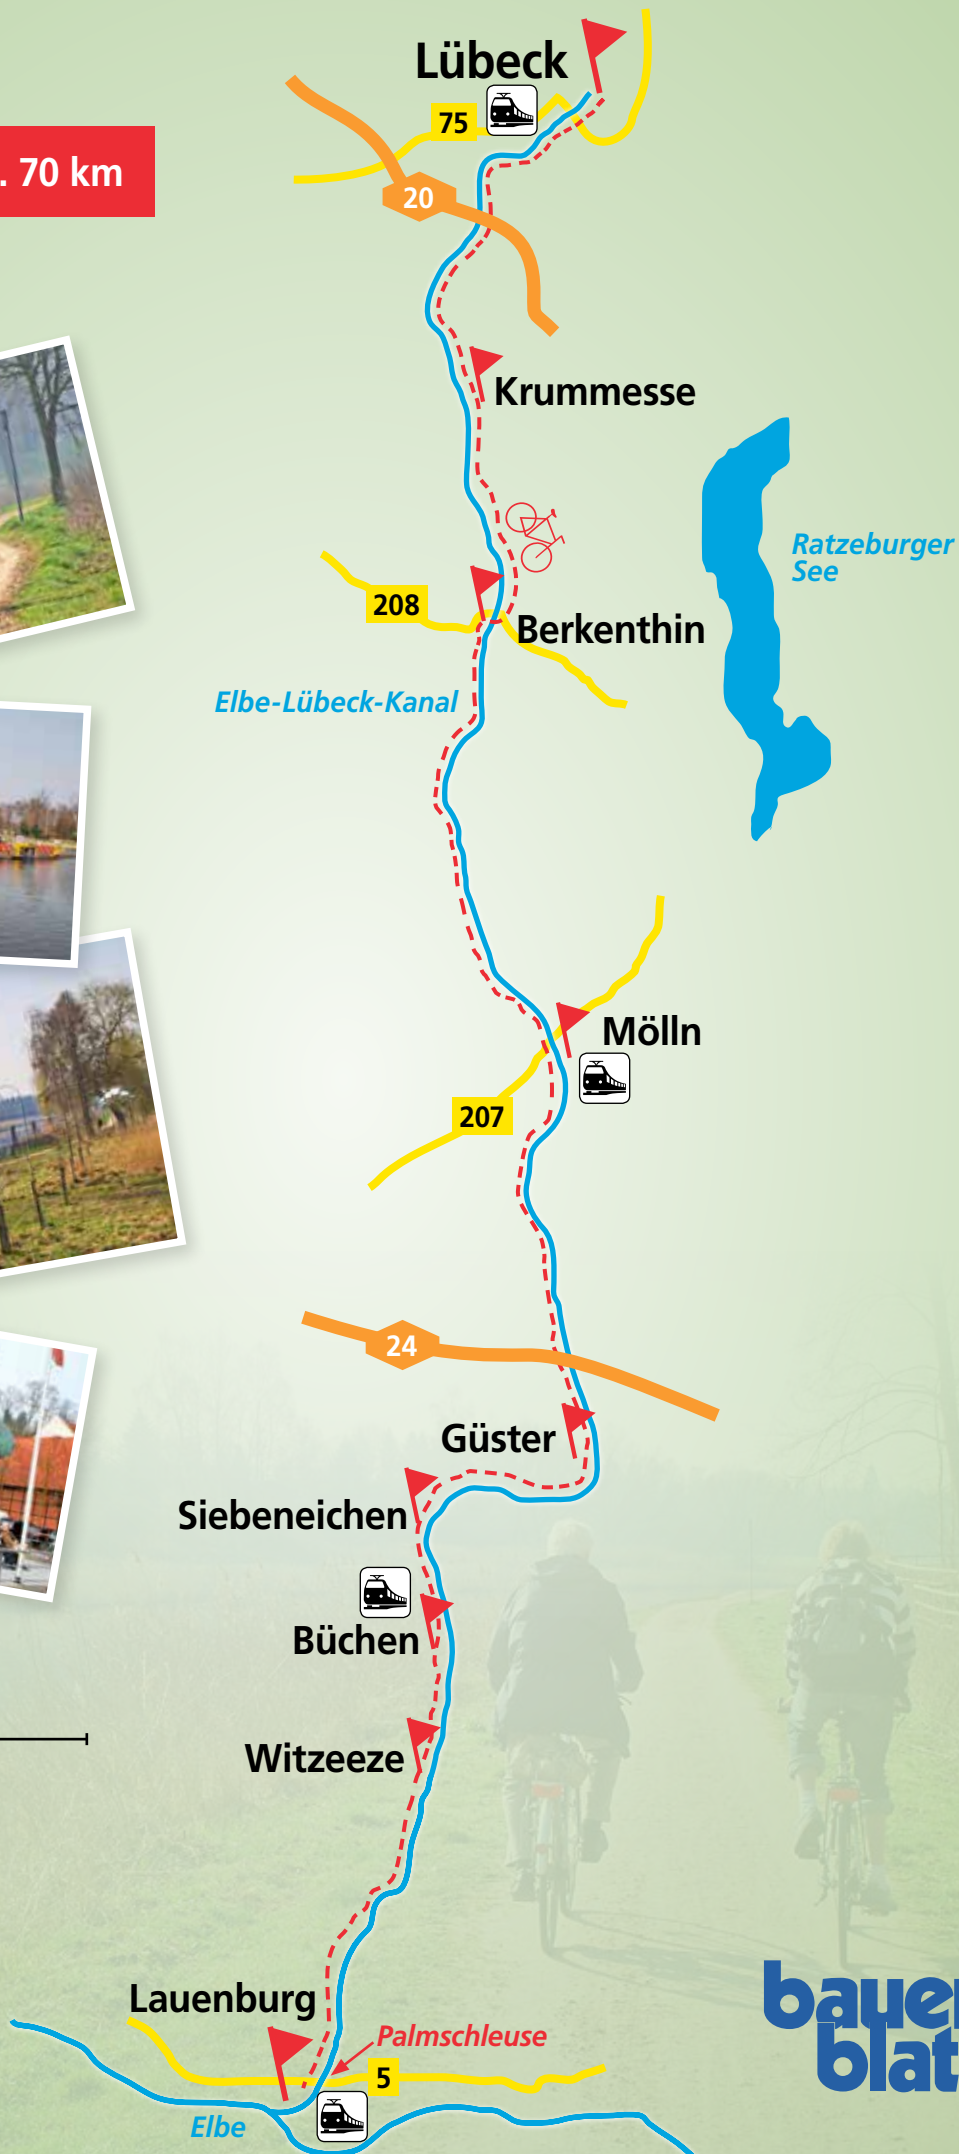 Lübeck
75
. 70 km
20
Krummesse
Ratzeburger
See
208
Berkenthin
Elbe-Lübeck-Kanal
Mölln
207
24
Güster
Siebeneichen
Büchen
Witzeeze
Lauenburg
Palmschleuse
5
Elbe
bauer
blat